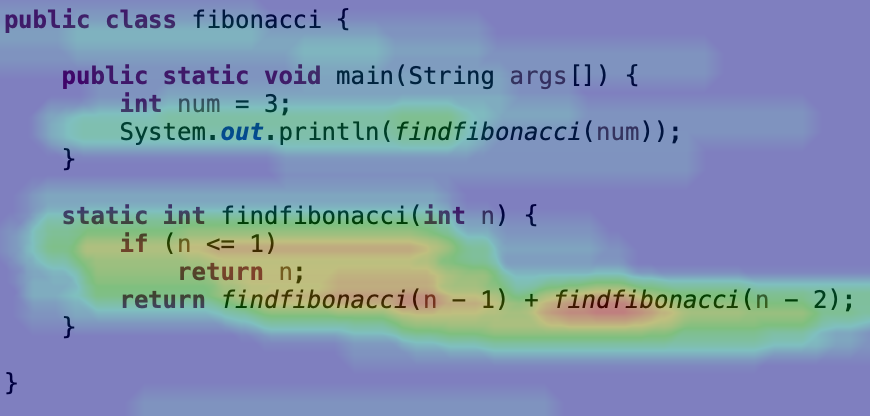 public class fibonacci {
public static void main(String args[]) {
int num = 3;
System.out.println(findfibonacci(num));
}
static int findfibonacci(int n) {
if (n <= 1)
return n;
return findfibonacci(n - 1) + findfibonacci(n - 2);
}
}